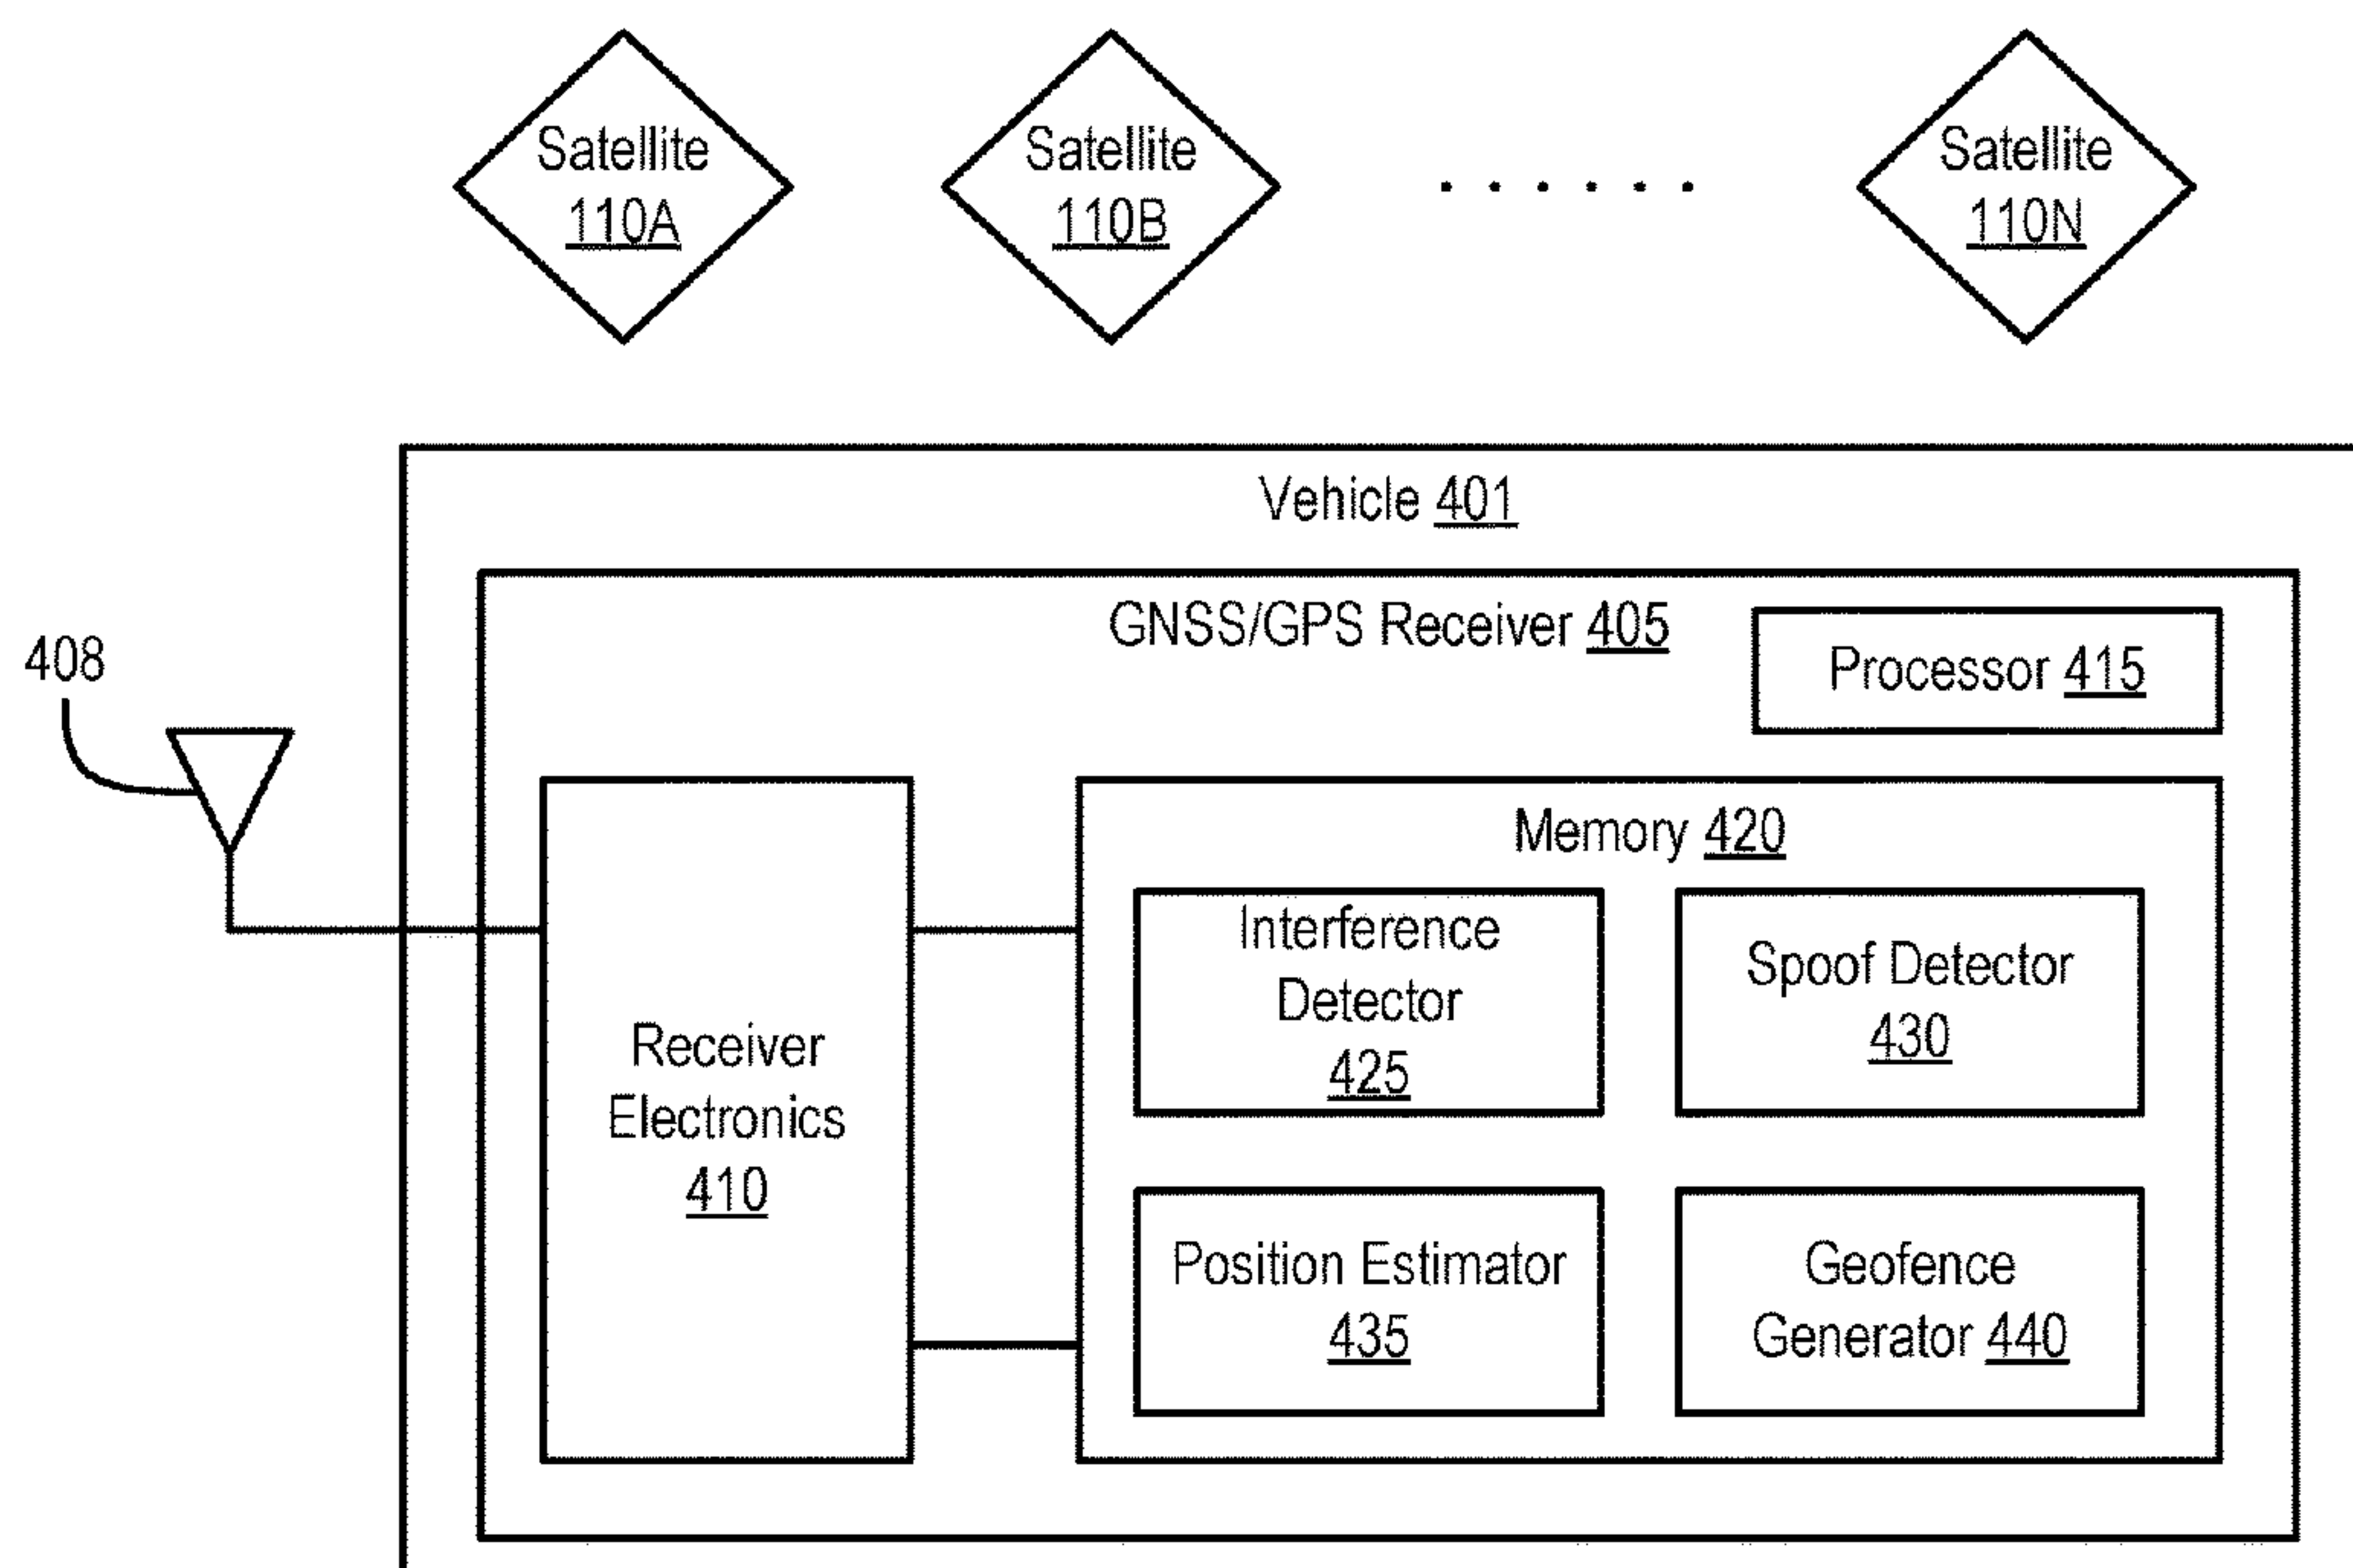 Satellite
110A
Satellite
110B
Satellite
110N
Vehicle 401
GNSS/GPS Receiver 405
Processor 415
408
Memory 420
Interference
Detector
425
Spoof Detector
430
Receiver
Electronics
410
Position Estimator
435
Geofence
Generator 440